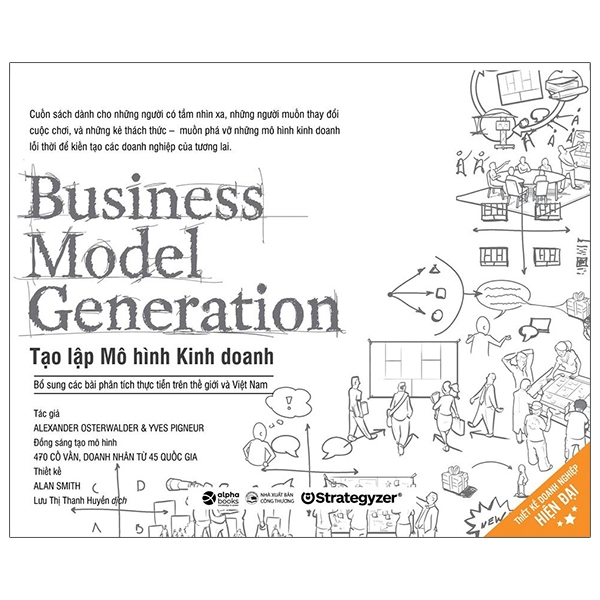 Cuốn sách dành cho những người có tầm nhìn xa, những người muốn thay đổi
cuộc chơi, và những kẻ thách thức – muốn phá vỡ những mô hình kinh doanh
lỗi thời để kiến tạo các doanh nghiệp của tương lai.
Business
Model
Generation
Tạo lập Mô hình Kinh doanh
Bổ sung các bài phân tích thực tiễn trên thế giới và Việt Nam
Tác giả
ALEXANDER OSTERWALDER & YVES PIGNEUR
Đồng sáng tạo mô hình
470 CỐ VẤN, DOANH NHÂN TỪ 45 QUỐC GIA
Thiết kế
ALAN SMITH
Lưu Thị Thanh Huyền dịch
alpha
books
NHÀ XUẤT BẢN
CÔNG THƯƠNG
Strategyzer
C
D
NEW
THIẾT KẾ DOANH NGHIỆP
HIỆN ĐẠI